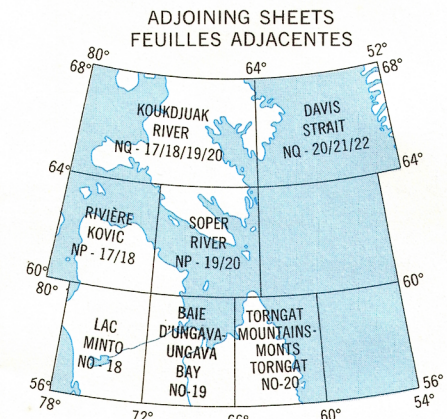 ADJOINING SHEETS
FEUILLES ADJACENTES
80°
68°
64°
52°
68°
KOUKDJUAK
RIVER
NQ - 17/18/19/20
DAVIS
STRAIT
NQ - 20/21/22
64°
64°
RIVIÈRE
KOVIC
NP - 17/18
SOPER
RIVER
NP - 19/20
60°
80°
60°
LAC
MINTO
NO - 18
BAIE
D'UNGAVA-
UNGAVA
BAY
NO-19
TORNGAT
MOUNTAINS-
MONTS
TORNGAT
NO-20
56°
78°
72°
66°
60°
56°
54°